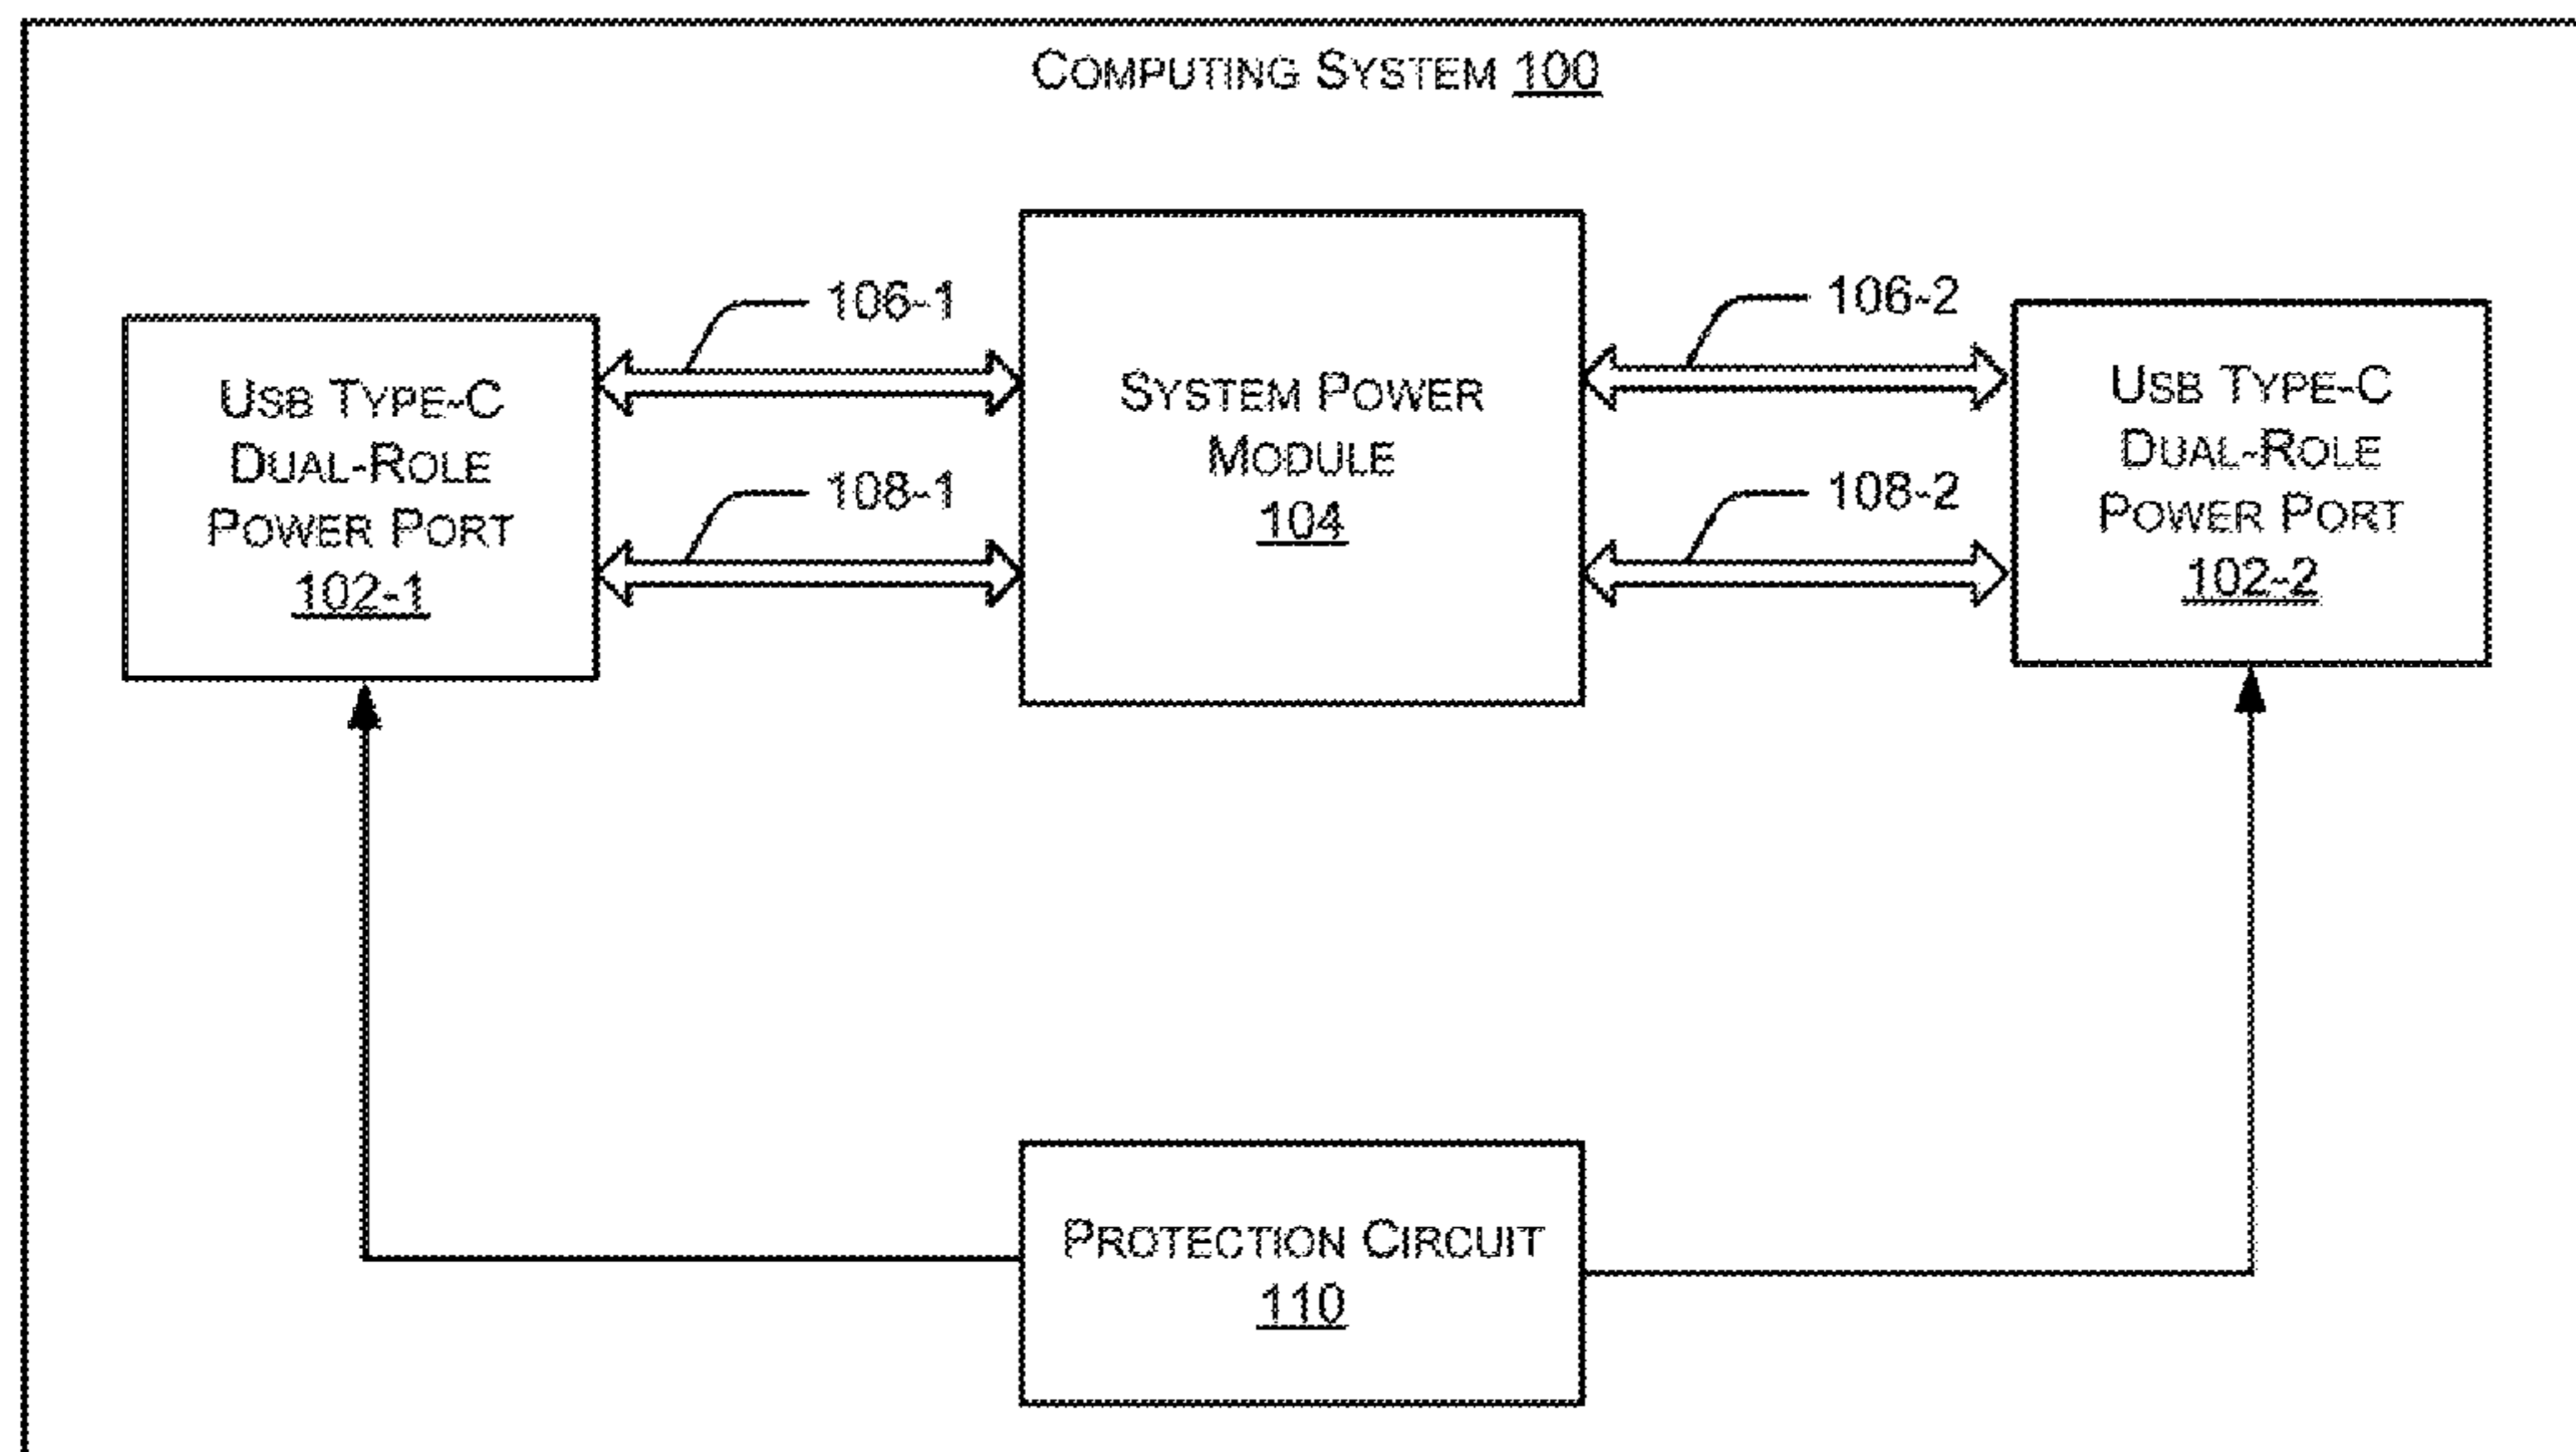 COMPUTING SYSTEM 100
106-1
106-2
USB TYPE-C
DUAL-ROLE
POWER PORT
102-1
SYSTEM POWER
MODULE
104
USB TYPE-C
DUAL-ROLE
POWER PORT
102-2
108-1
108-2
PROTECTION CIRCUIT
110